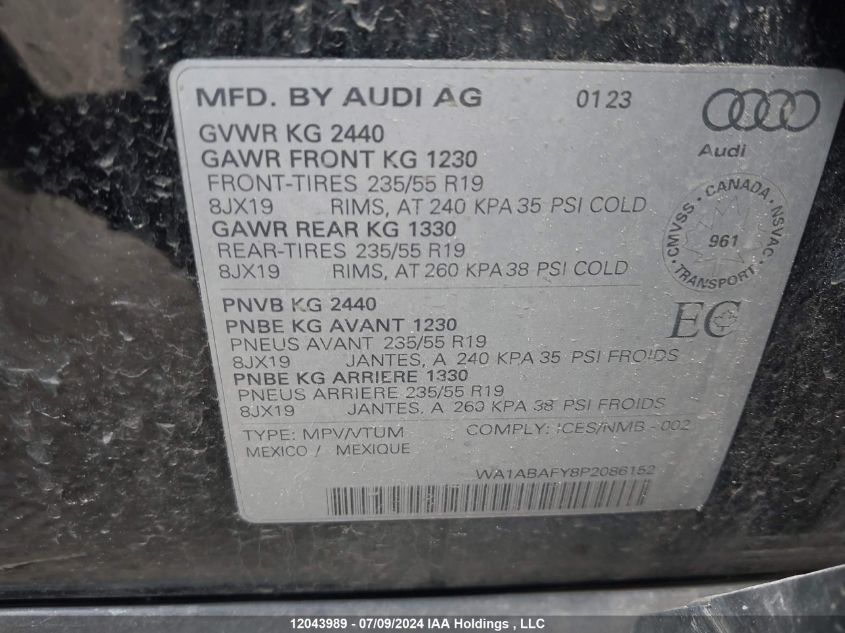 MFD. BY AUDI AG 01 23
Audi
GVWR KG 2440
GAWR FRONT KG 1230
FRONT-TIRES 235/55 R19
8JX19 RIMS, AT 240 KPA 35 PSI COLD
GAWR REAR KG 1330
REAR-TIRES 235/55 R19
8JX19 RIMS, AT 260 KPA 38 PSI COLD
CMVSS · CANADA · NSVAC · TRANSPORT ·
961
PNVB KG 2440
PNBE KG AVANT 1230
PNEUS AVANT 235/55 R19
8JX19 JANTES, A 240 KPA 35 PSI FROIDS
PNBE KG ARRIERE 1330
PNEUS ARRIERE 235/55 R19
8JX19 JANTES, A 260 KPA 38 PSI FROIDS
EC
TYPE: MPV/VTUM COMPLY: ICES/NMB - 002
MEXICO / MEXIQUE
WA1ABAFY8P2086152
12043989 - 07/09/2024 IAA Holdings , LLC